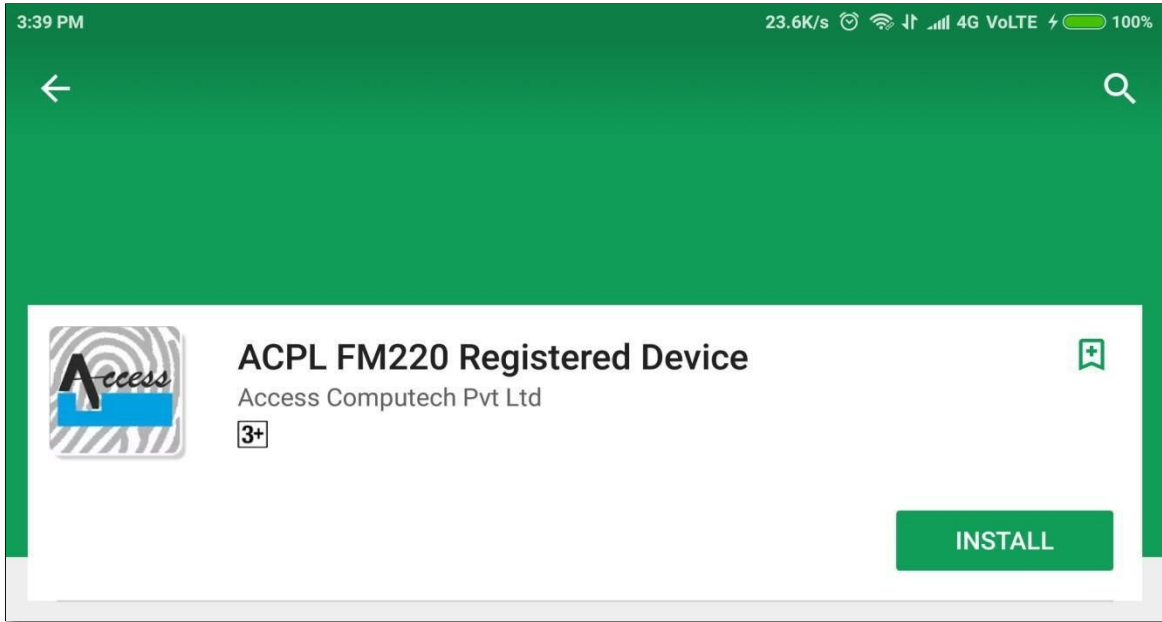 3:39 PM 23.6K/s 4G VoLTE 100%
Access
ACPL FM220 Registered Device
Access Computech Pvt Ltd
3+
INSTALL